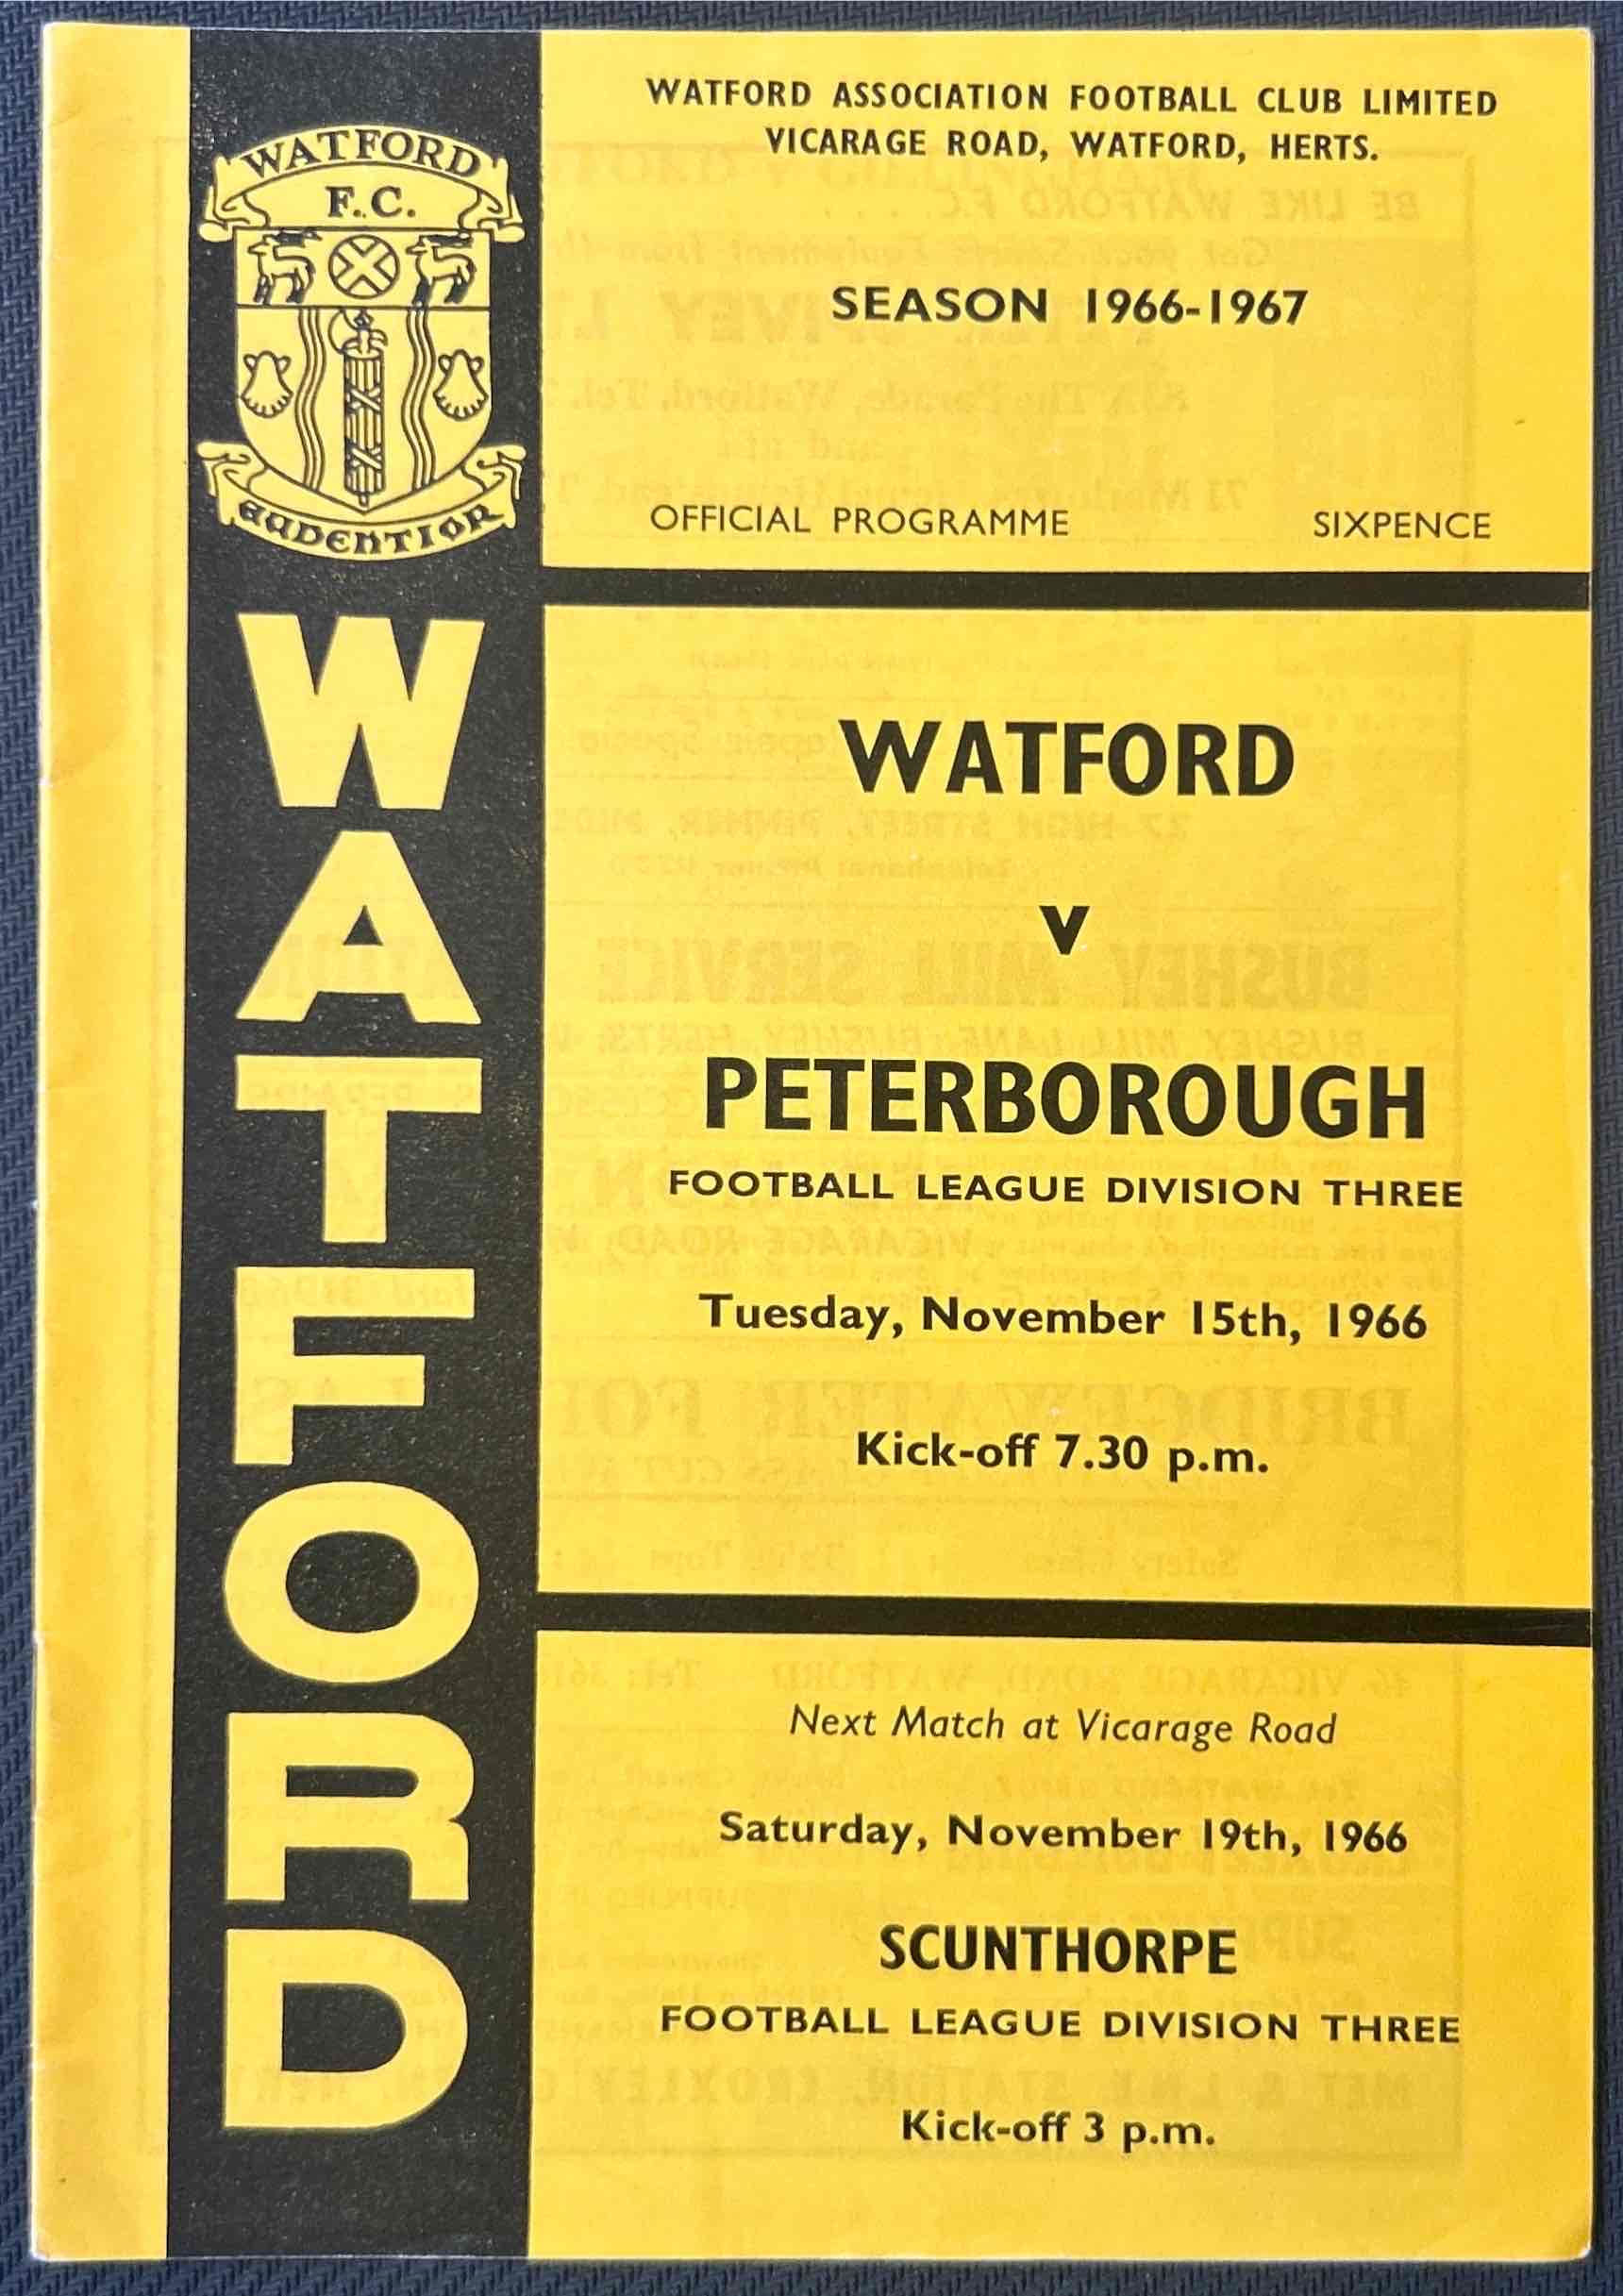 WATFORD
F.C.
AUDENTIOR
WATFORD
WATFORD ASSOCIATION FOOTBALL CLUB LIMITED
VICARAGE ROAD, WATFORD, HERTS.
SEASON 1966-1967
OFFICIAL PROGRAMME SIXPENCE
WATFORD
V
PETERBOROUGH
FOOTBALL LEAGUE DIVISION THREE
Tuesday, November 15th, 1966
Kick-off 7.30 p.m.
Next Match at Vicarage Road
Saturday, November 19th, 1966
SCUNTHORPE
FOOTBALL LEAGUE DIVISION THREE
Kick-off 3 p.m.